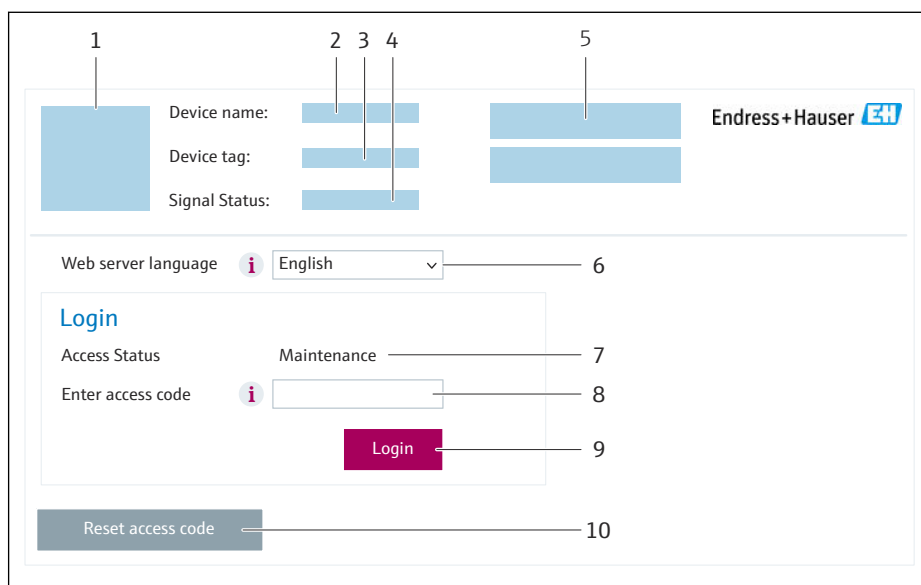 1 2 3 4 5
Device name:
Endress+Hauser EH
Device tag:
Signal Status:
Web server language i English 6
Login
Access Status Maintenance 7
Enter access code i 8
Login 9
Reset access code 10